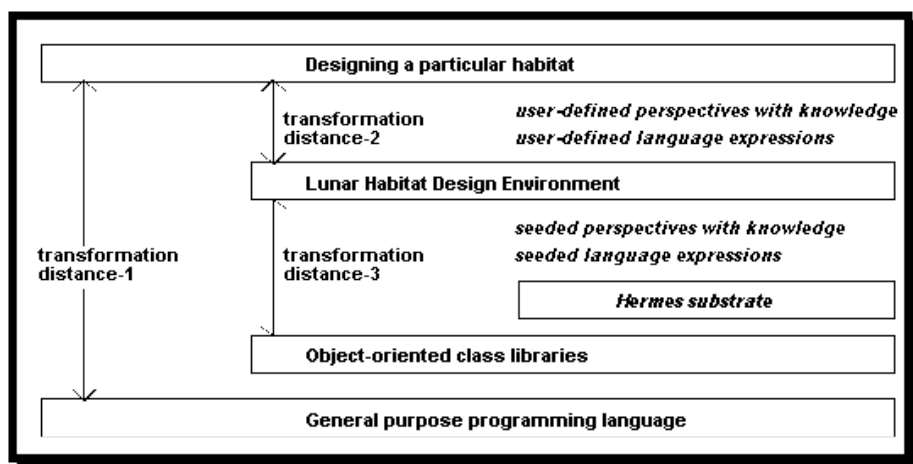 Designing a particular habitat
transformation
distance-2
user-defined perspectives with knowledge
user-defined language expressions
Lunar Habitat Design Environment
transformation
distance-1
transformation
distance-3
seeded perspectives with knowledge
seeded language expressions
Hermes substrate
Object-oriented class libraries
General purpose programming language